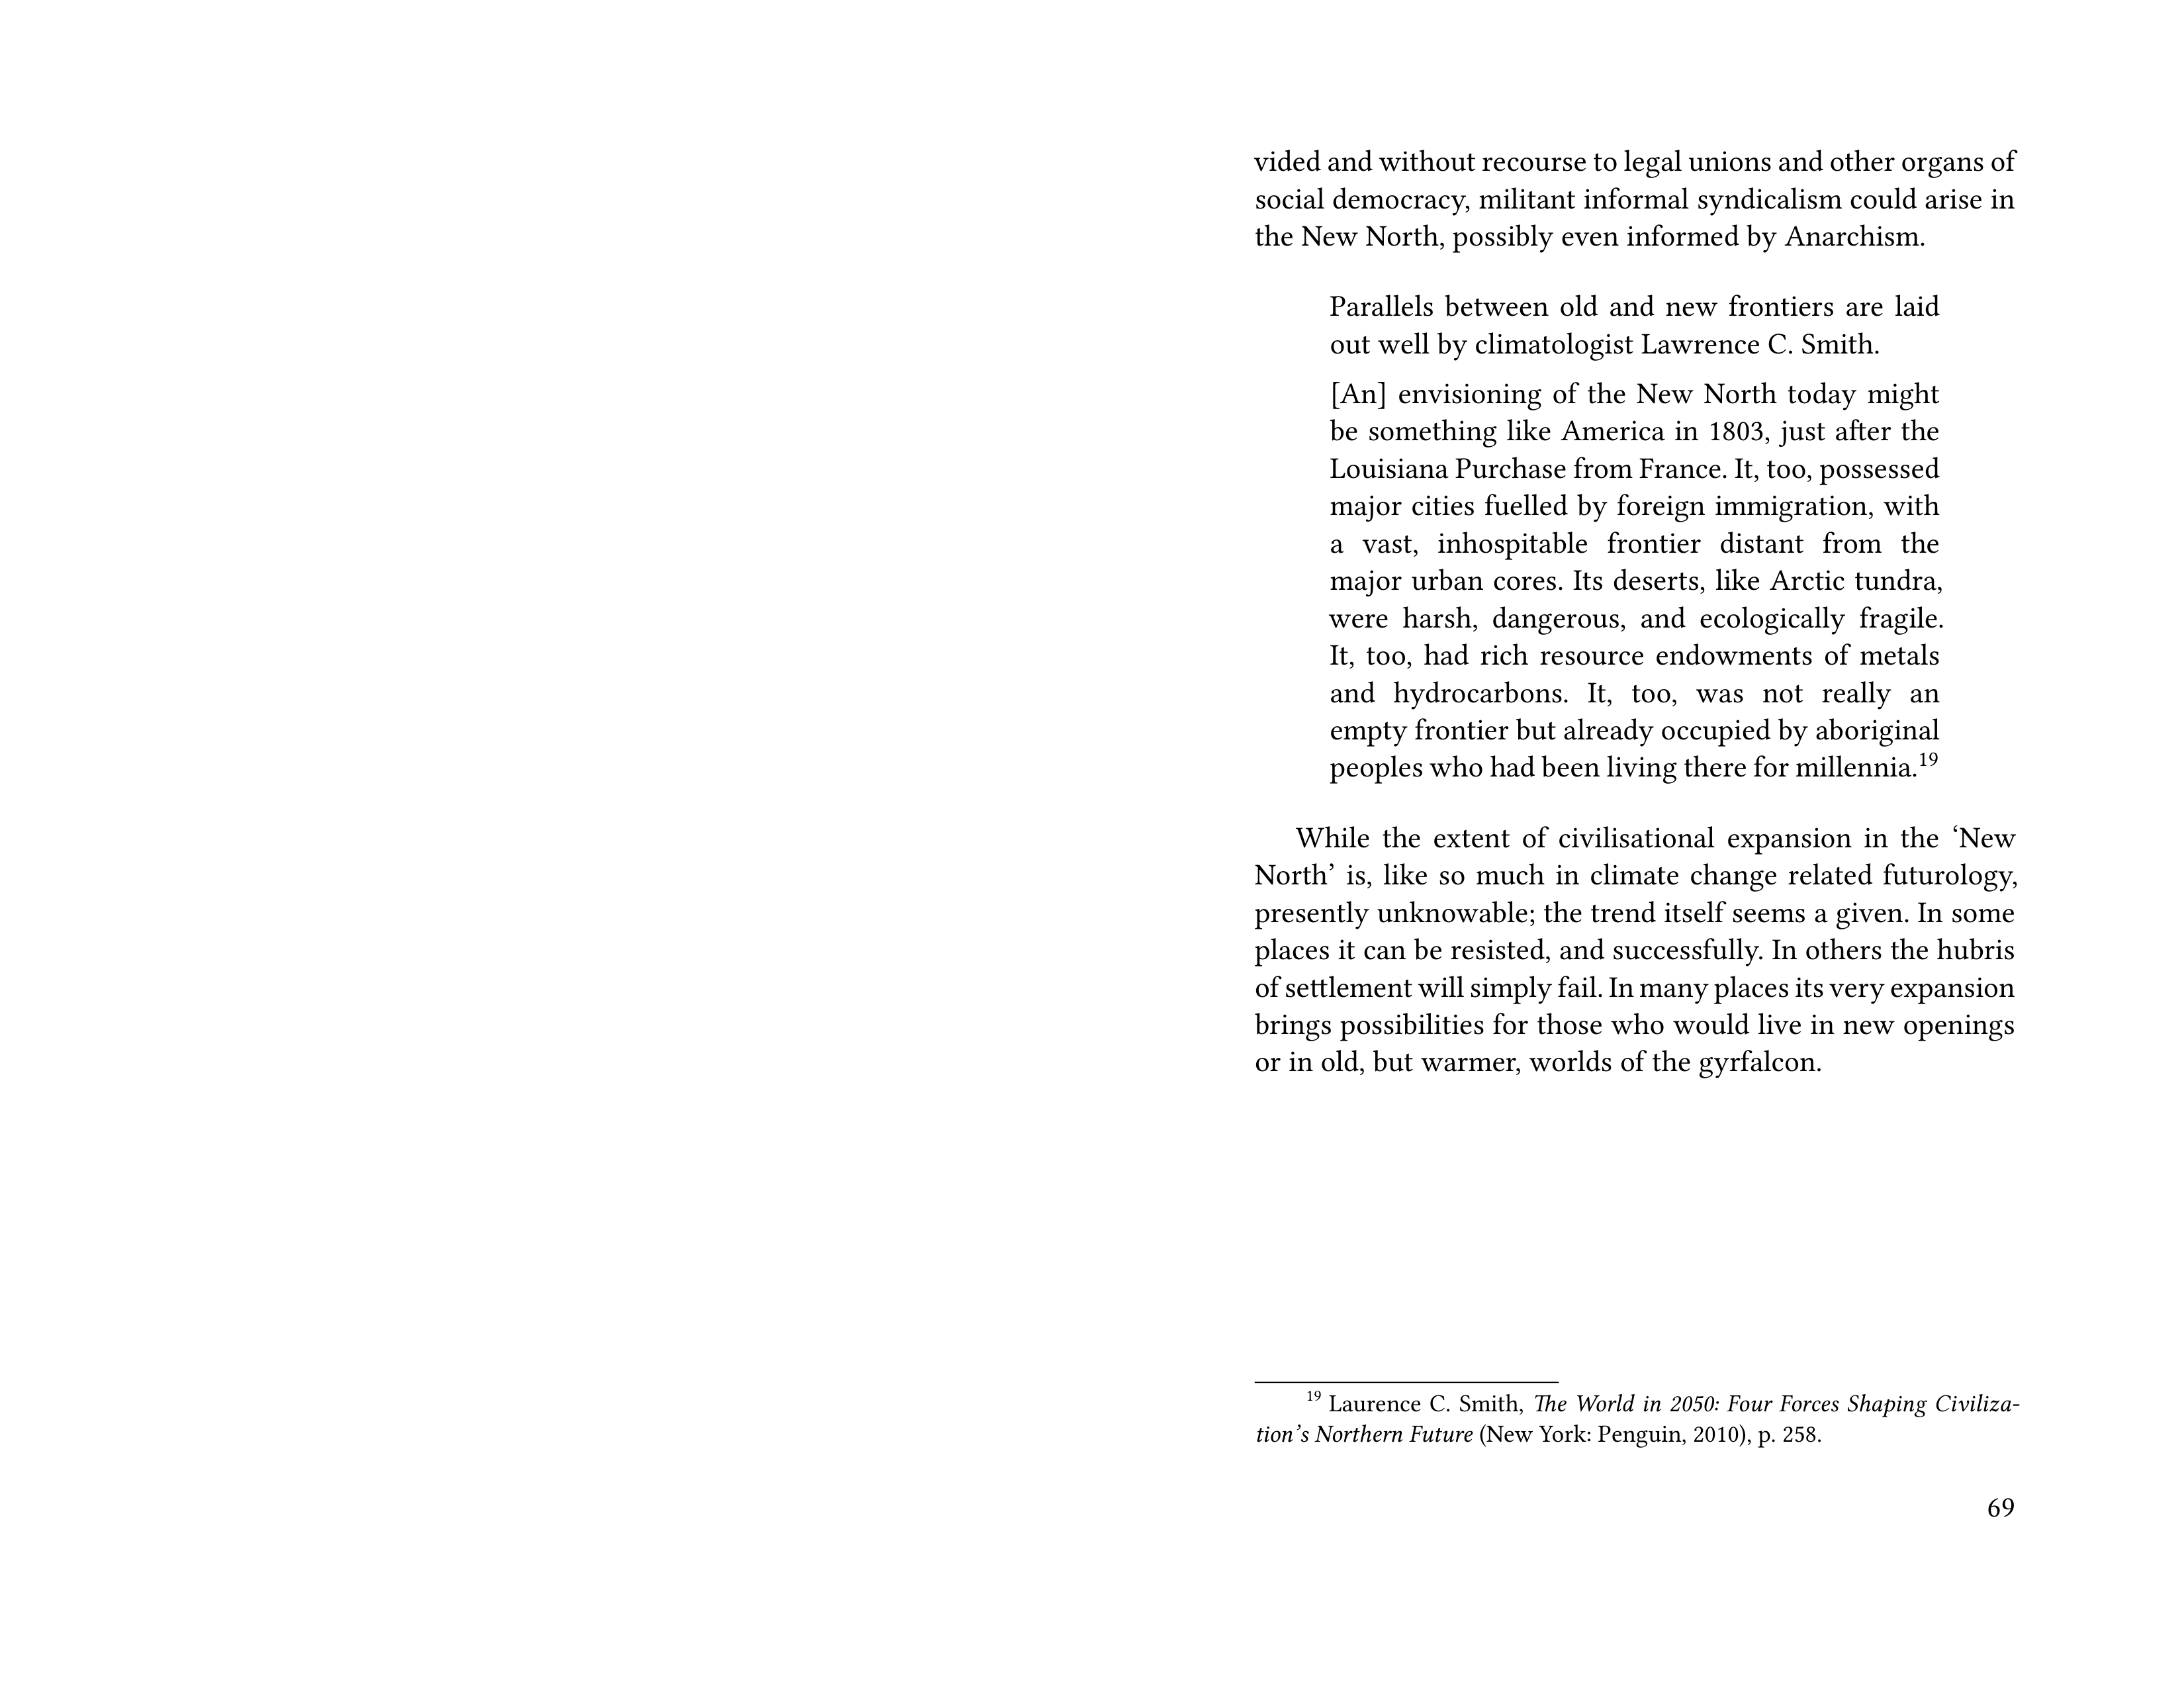 vided and without recourse to legal unions and other organs of
social democracy, militant informal syndicalism could arise in
the New North, possibly even informed by Anarchism.
Parallels between old and new frontiers are laid
out well by climatologist Lawrence C. Smith.
[An] envisioning of the New North today might
be something like America in 1803, just after the
Louisiana Purchase from France. It, too, possessed
major cities fuelled by foreign immigration, with
a vast, inhospitable frontier distant from the
major urban cores. Its deserts, like Arctic tundra,
were harsh, dangerous, and ecologically fragile.
It, too, had rich resource endowments of metals
and hydrocarbons. It, too, was not really an
empty frontier but already occupied by aboriginal
peoples who had been living there for millennia.19
While the extent of civilisational expansion in the ‘New
North’ is, like so much in climate change related futurology,
presently unknowable; the trend itself seems a given. In some
places it can be resisted, and successfully. In others the hubris
of settlement will simply fail. In many places its very expansion
brings possibilities for those who would live in new openings
or in old, but warmer, worlds of the gyrfalcon.
19 Laurence C. Smith, The World in 2050: Four Forces Shaping Civiliza-
tion’s Northern Future (New York: Penguin, 2010), p. 258.
69